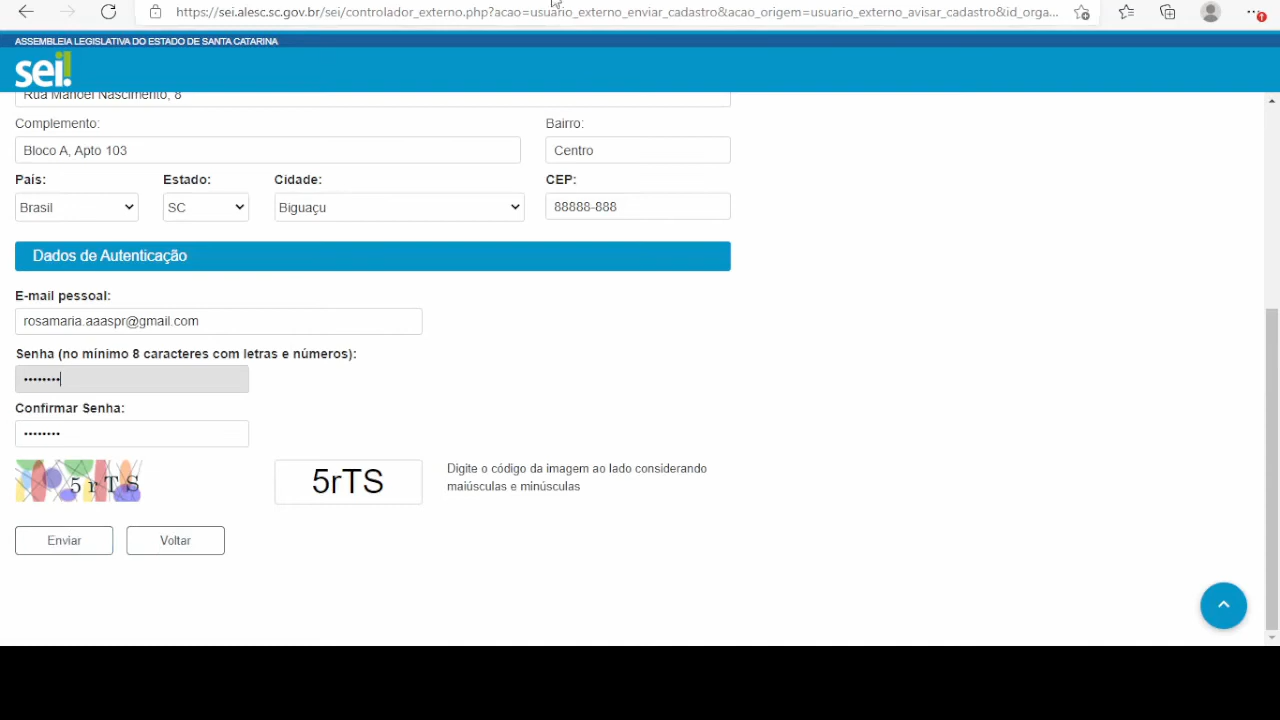 https://sei.alesc.sc.gov.br/sei/controlador_externo.php?acao=usuario_externo_enviar_cadastro&acao_origem=usuario_externo_avisar_cadastro&id_orga...
ASSEMBLEIA LEGISLATIVA DO ESTADO DE SANTA CATARINA
sei!
Rua Manoel Nascimento, 8
Complemento: Bairro:
Bloco A, Apto 103 Centro
País: Estado: Cidade: CEP:
Brasil SC Biguaçu 88888-888
Dados de Autenticação
E-mail pessoal:
rosamaria.aaaspr@gmail.com
Senha (no mínimo 8 caracteres com letras e números):
••••••••
Confirmar Senha:
••••••••
5rTS 5rTS Digite o código da imagem ao lado considerando
maiúsculas e minúsculas
Enviar Voltar